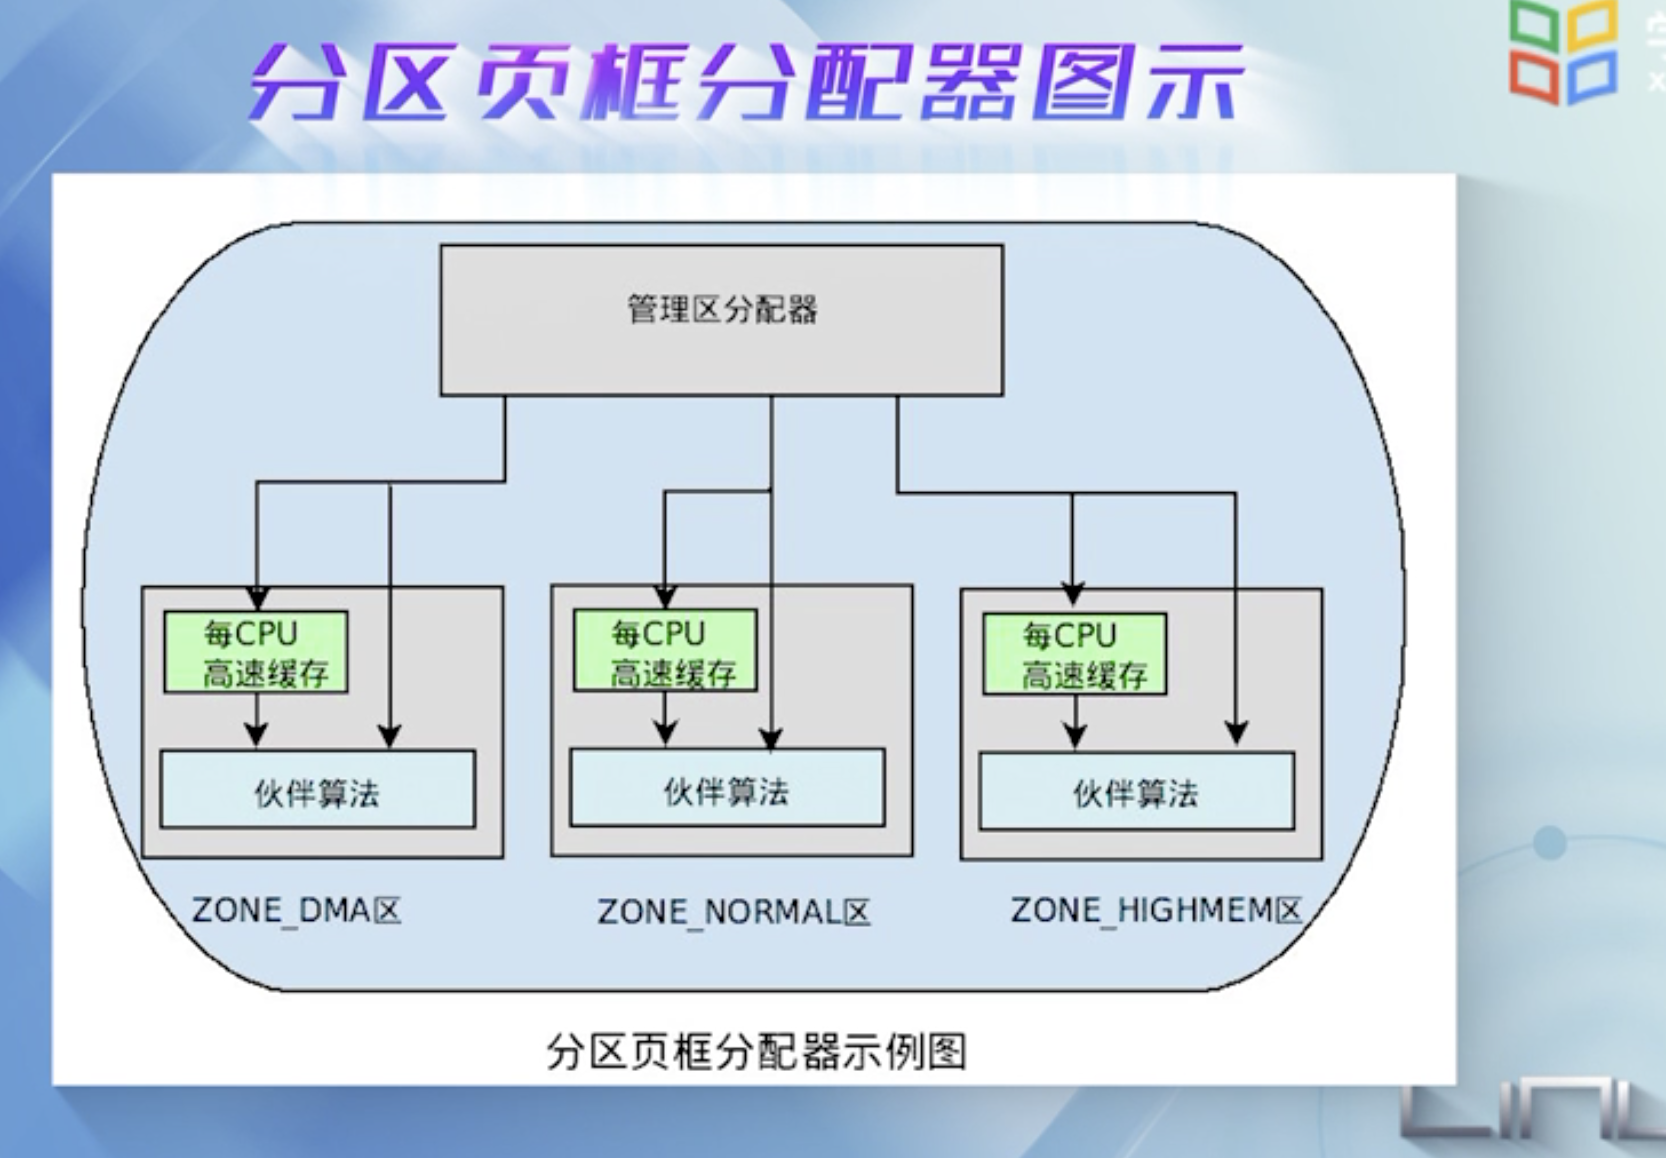 分区页框分配器图示
管理区分配器
每CPU
高速缓存
每CPU
高速缓存
每CPU
高速缓存
伙伴算法
伙伴算法
伙伴算法
ZONE_DMA区
ZONE_NORMAL区
ZONE_HIGHMEM区
分区页框分配器示例图